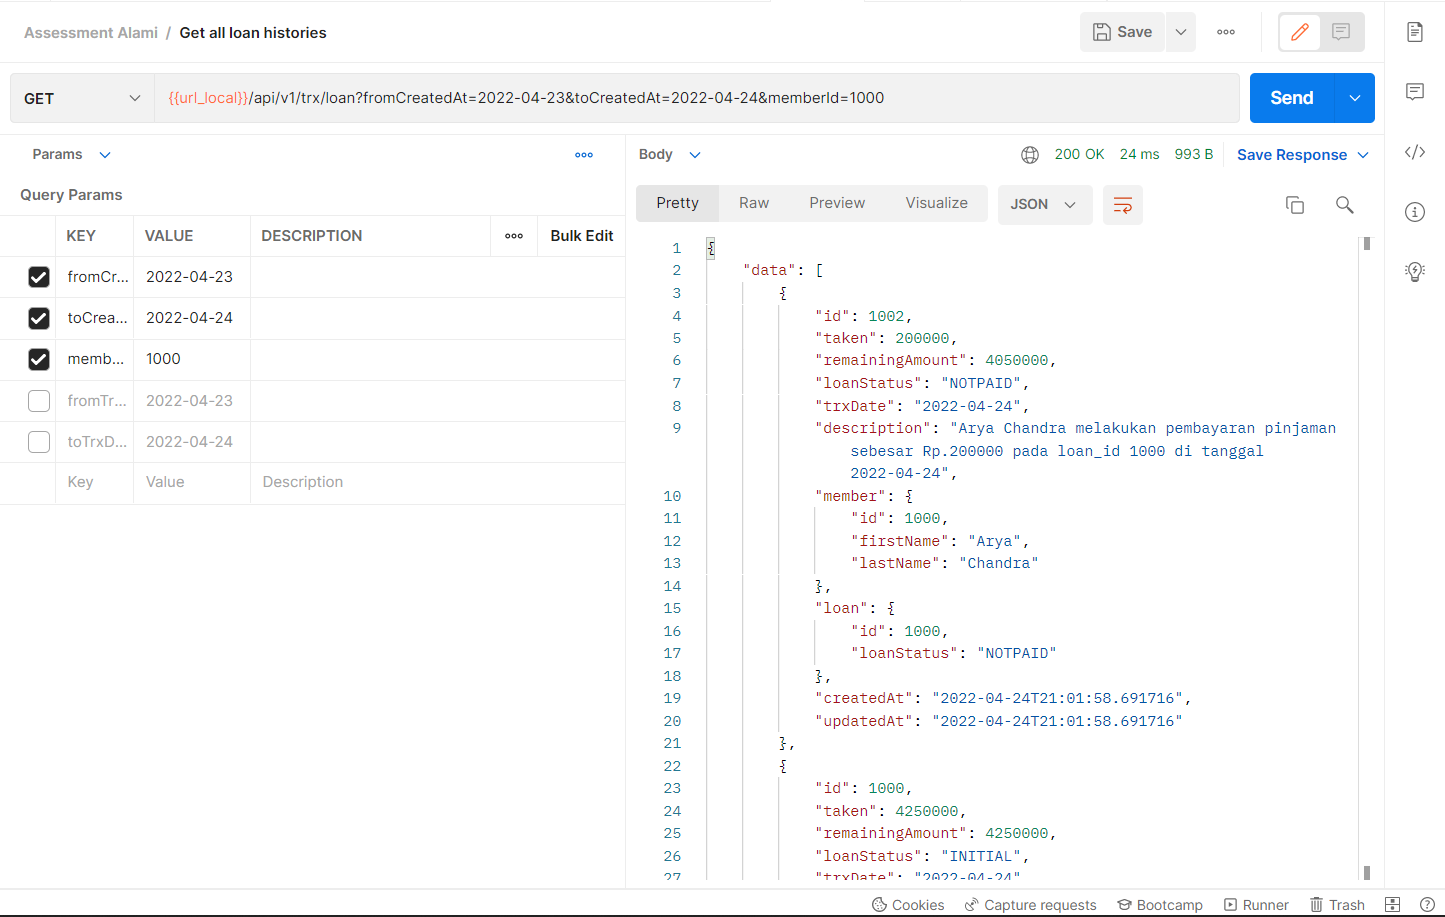 Assessment Alami / Get all loan histories
Save
GET
{{url_local}}/api/v1/trx/loan?fromCreatedAt=2022-04-23&toCreatedAt=2022-04-24&memberId=1000
Send
Params
Query Params
KEY VALUE DESCRIPTION Bulk Edit
fromCr... 2022-04-23
toCrea... 2022-04-24
memb... 1000
fromTr... 2022-04-23
toTrxD... 2022-04-24
Key Value Description
Body 200 OK 24 ms 993 B Save Response
Pretty Raw Preview Visualize JSON
1 {
2 "data": [
3 {
4 "id": 1002,
5 "taken": 200000,
6 "remainingAmount": 4050000,
7 "loanStatus": "NOTPAID",
8 "trxDate": "2022-04-24",
9 "description": "Arya Chandra melakukan pembayaran pinjaman
sebesar Rp.200000 pada loan_id 1000 di tanggal
2022-04-24",
10 "member": {
11 "id": 1000,
12 "firstName": "Arya",
13 "lastName": "Chandra"
14 },
15 "loan": {
16 "id": 1000,
17 "loanStatus": "NOTPAID"
18 },
19 "createdAt": "2022-04-24T21:01:58.691716",
20 "updatedAt": "2022-04-24T21:01:58.691716"
21 },
22 {
23 "id": 1000,
24 "taken": 4250000,
25 "remainingAmount": 4250000,
26 "loanStatus": "INITIAL",
27 "trxDate": "2022-04-24"
Cookies Capture requests Bootcamp Runner Trash